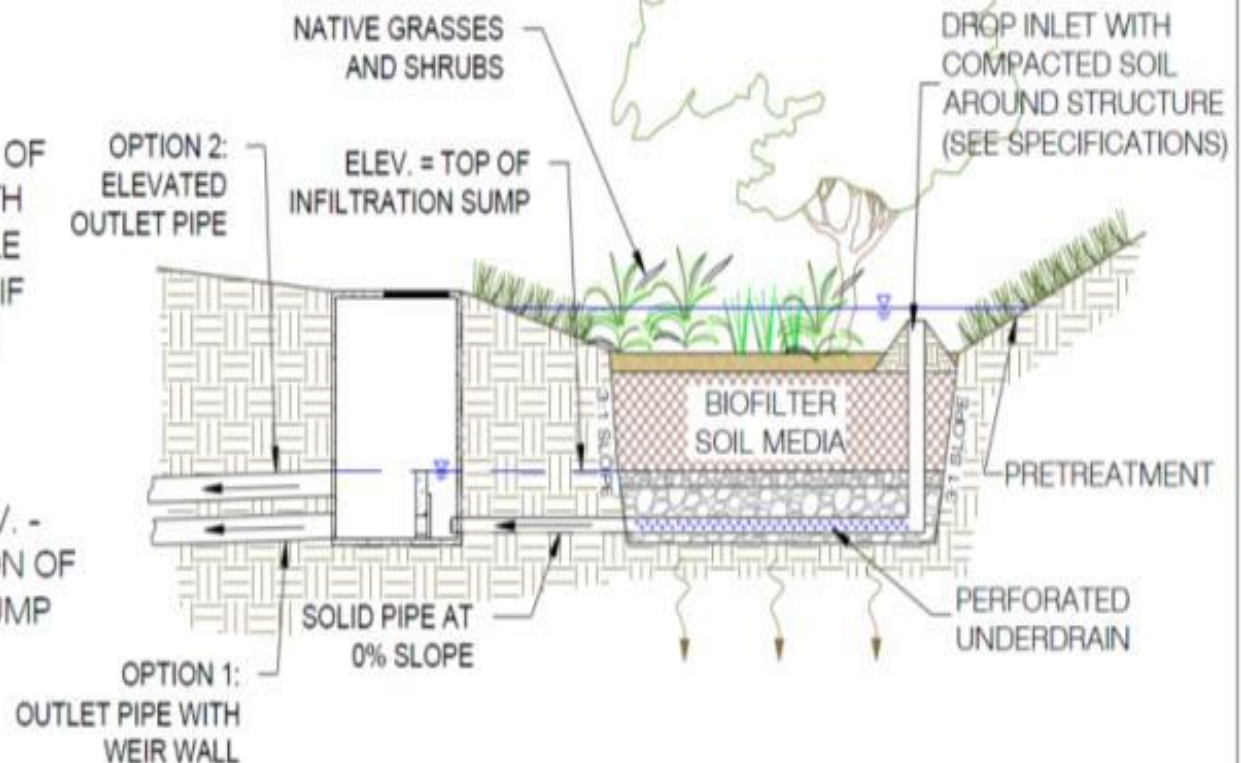 NATIVE GRASSES
AND SHRUBS
DROP INLET WITH
COMPACTED SOIL
AROUND STRUCTURE
(SEE SPECIFICATIONS)
OF
TH
LE
IF
OPTION 2:
ELEVATED
OUTLET PIPE
ELEV. = TOP OF
INFILTRATION SUMP
BIOFILTER
SOIL MEDIA
3:1 SLOPE
3:1 SLOPE
PRETREATMENT
V. -
ON OF
UMP
SOLID PIPE AT
0% SLOPE
PERFORATED
UNDERDRAIN
OPTION 1:
OUTLET PIPE WITH
WEIR WALL